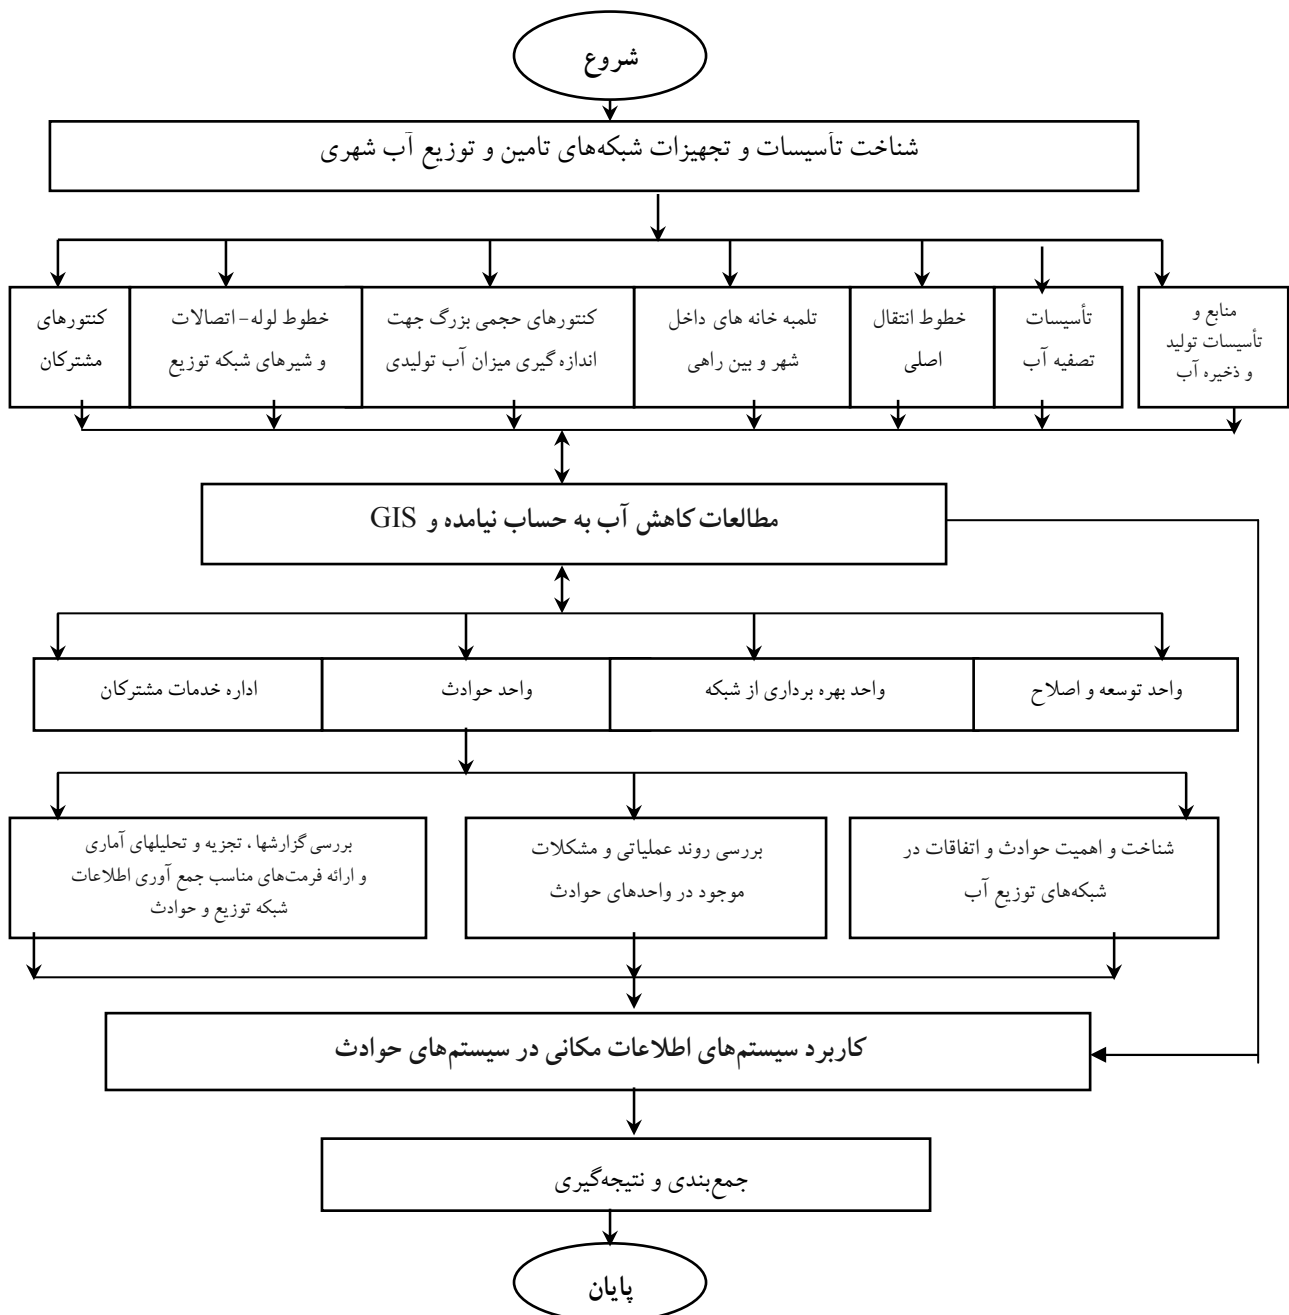 شروع
شناخت تأسیسات و تجهیزات شبکه‌های تامین و توزیع آب شهری
منابع و
تأسیسات تولید
و ذخیره آب
تأسیسات
تصفیه آب
خطوط انتقال
اصلی
تلمبه خانه های داخل
شهر و بین راهی
کنتورهای حجمی بزرگ جهت
اندازه گیری میزان آب تولیدی
خطوط لوله- اتصالات
و شیرهای شبکه توزیع
کنتورهای
مشترکان
مطالعات کاهش آب به حساب نیامده و GIS
واحد توسعه و اصلاح
واحد بهره برداری از شبکه
واحد حوادث
اداره خدمات مشترکان
شناخت و اهمیت حوادث و اتفاقات در
شبکه‌های توزیع آب
بررسی روند عملیاتی و مشکلات
موجود در واحدهای حوادث
بررسی گزارشها ، تجزیه و تحلیلهای آماری
و ارائه فرمت‌های مناسب جمع آوری اطلاعات
شبکه توزیع و حوادث
کاربرد سیستم‌های اطلاعات مکانی در سیستم‌های حوادث
جمع‌بندی و نتیجه‌گیری
پایان